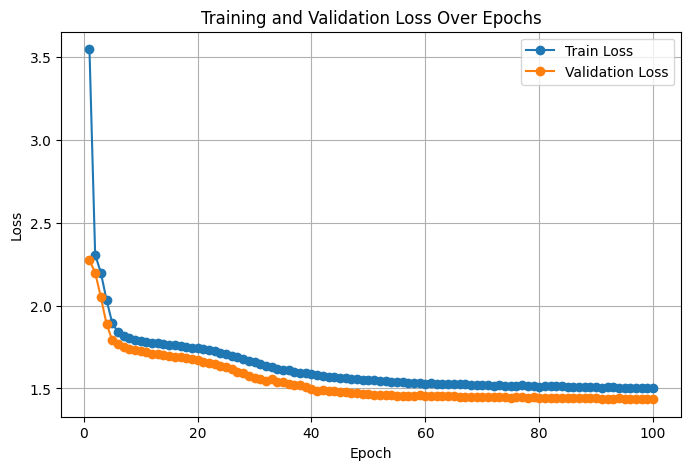 Training and Validation Loss Over Epochs
Train Loss
Validation Loss
3.5
3.0
2.5
2.0
1.5
Loss
0 20 40 60 80 100
Epoch